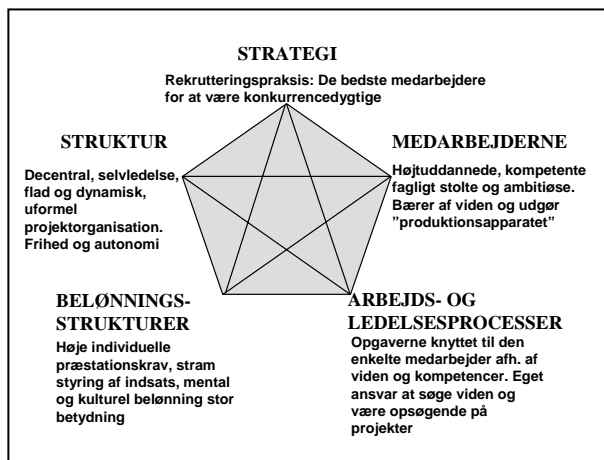 STRATEGI
Rekrutteringspraksis: De bedste medarbejdere
for at være konkurrencedygtige
STRUKTUR
Decentral, selvledelse,
flad og dynamisk,
uformel
projektorganisation.
Frihed og autonomi
MEDARBEJDERNE
Højtuddannede, kompetente
fagligt stolte og ambitiøse.
Bærer af viden og udgør
”produktionsapparatet”
BELØNNINGS-
STRUKTURER
Høje individuelle
præstationskrav, stram
styring af indsats, mental
og kulturel belønning stor
betydning
ARBEJDS- OG
LEDELSESPROCESSER
Opgaverne knyttet til den
enkelte medarbejder afh. af
viden og kompetencer. Eget
ansvar at søge viden og
være opsøgende på
projekter